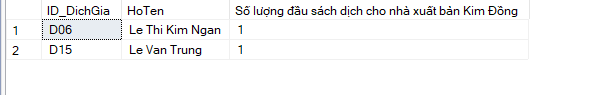 ID_DichGia HoTen Số lượng đầu sách dịch cho nhà xuất bản Kim Đồng
1 D06 Le Thi Kim Ngan 1
2 D15 Le Van Trung 1